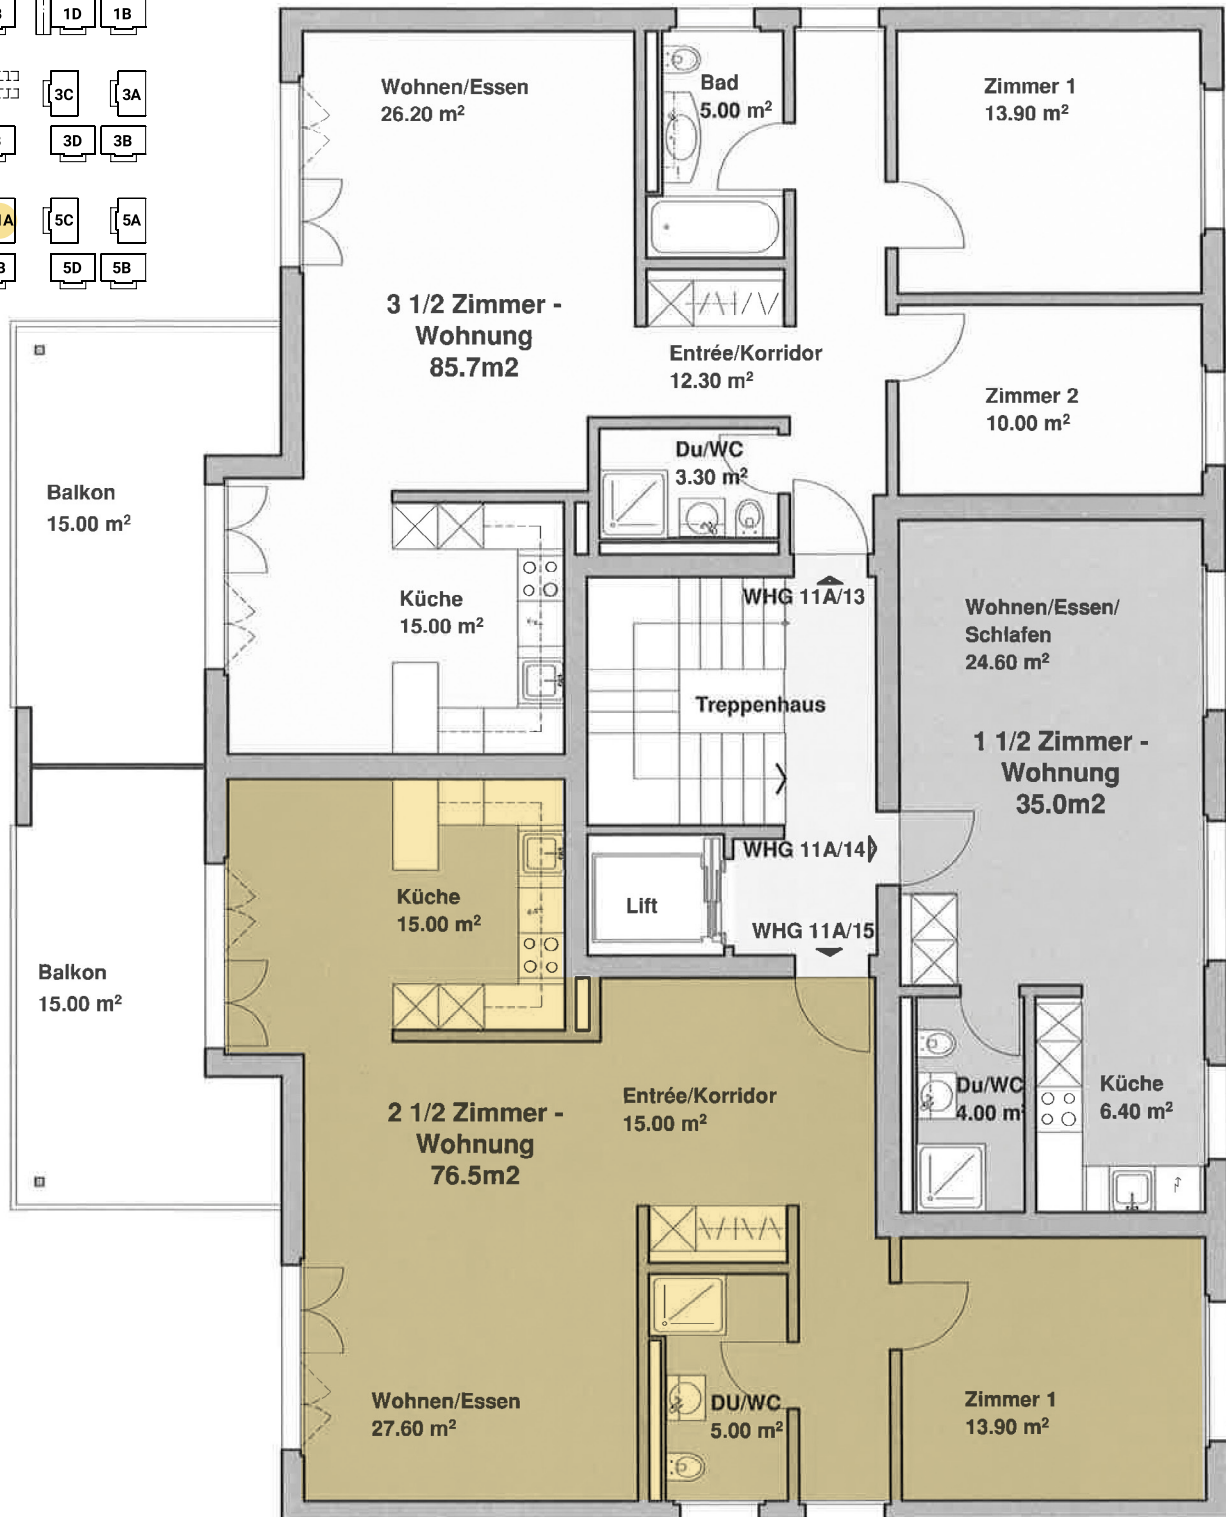 1D 1B
3C 3A
3D 3B
5C 5A
5D 5B
Wohnen/Essen
26.20 m²
Bad
5.00 m²
Zimmer 1
13.90 m²
3 1/2 Zimmer -
Wohnung
85.7m2
Entrée/Korridor
12.30 m²
Zimmer 2
10.00 m²
Du/WC
3.30 m²
Balkon
15.00 m²
Küche
15.00 m²
WHG 11A/13
Treppenhaus
Wohnen/Essen/
Schlafen
24.60 m²
1 1/2 Zimmer -
Wohnung
35.0m2
WHG 11A/14
Lift
WHG 11A/15
Küche
15.00 m²
Balkon
15.00 m²
Du/WC
4.00 m²
Küche
6.40 m²
2 1/2 Zimmer -
Wohnung
76.5m2
Entrée/Korridor
15.00 m²
Wohnen/Essen
27.60 m²
DU/WC
5.00 m²
Zimmer 1
13.90 m²